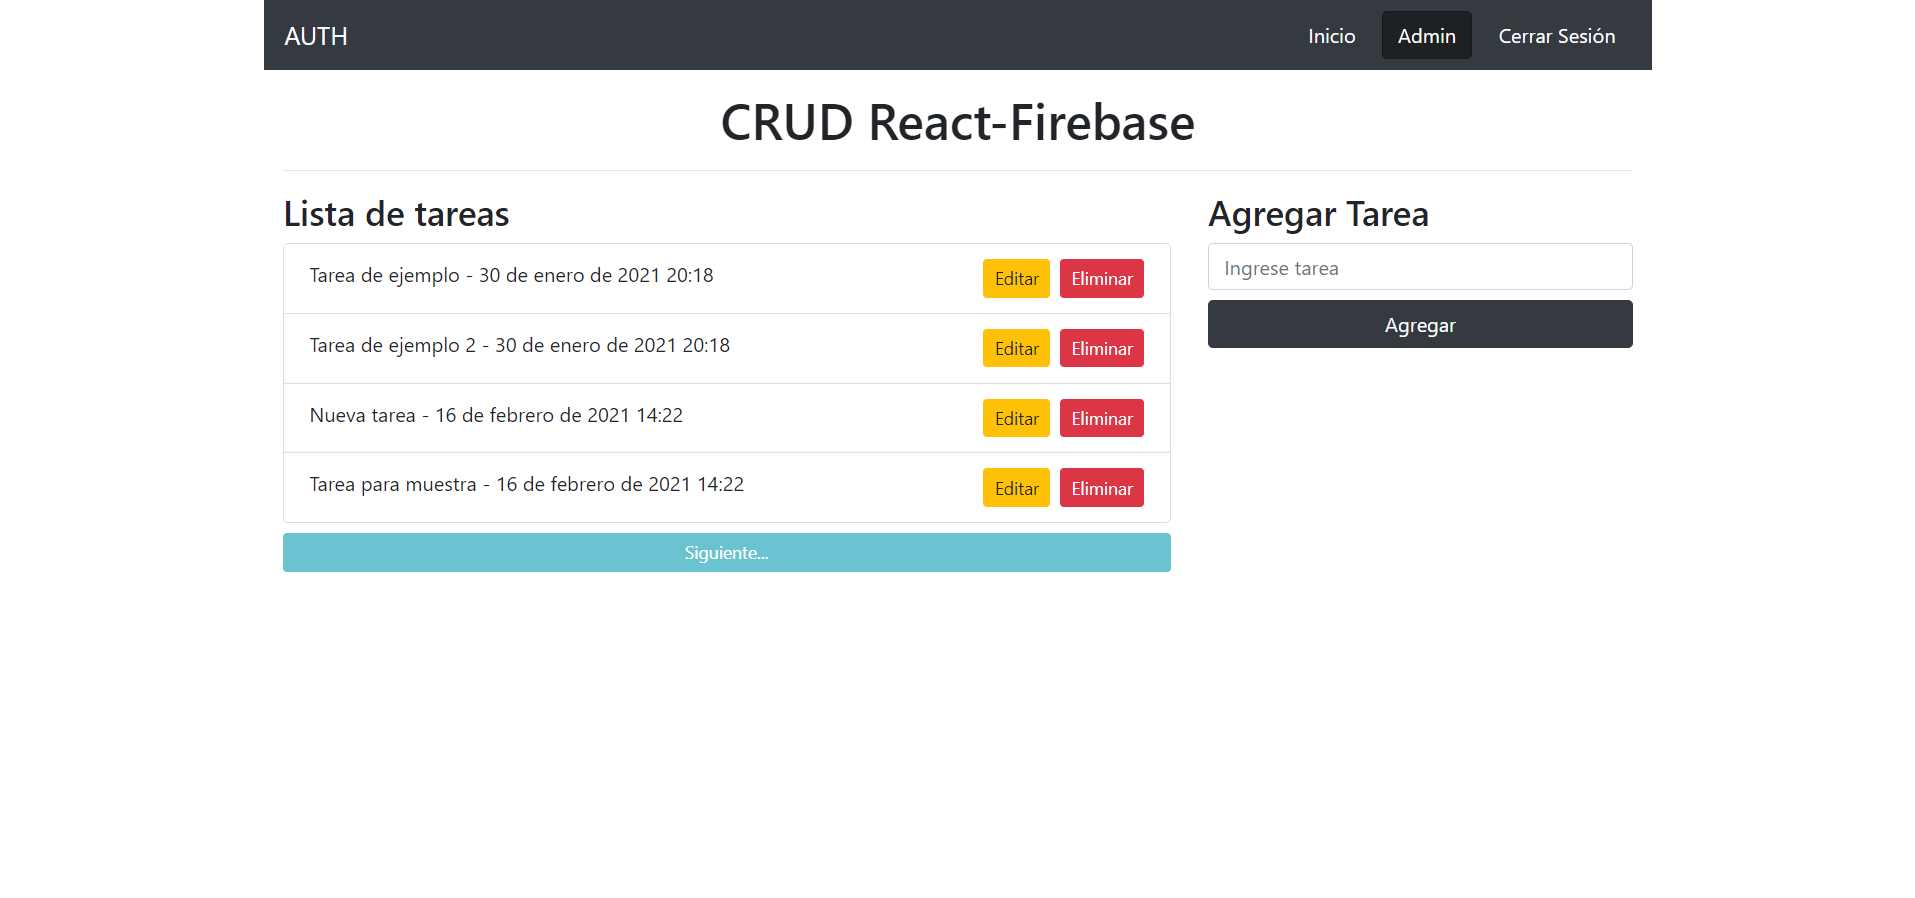 AUTH Inicio Admin Cerrar Sesión
CRUD React-Firebase
Lista de tareas
Tarea de ejemplo - 30 de enero de 2021 20:18 Editar Eliminar
Tarea de ejemplo 2 - 30 de enero de 2021 20:18 Editar Eliminar
Nueva tarea - 16 de febrero de 2021 14:22 Editar Eliminar
Tarea para muestra - 16 de febrero de 2021 14:22 Editar Eliminar
Siguiente...
Agregar Tarea
Ingrese tarea
Agregar